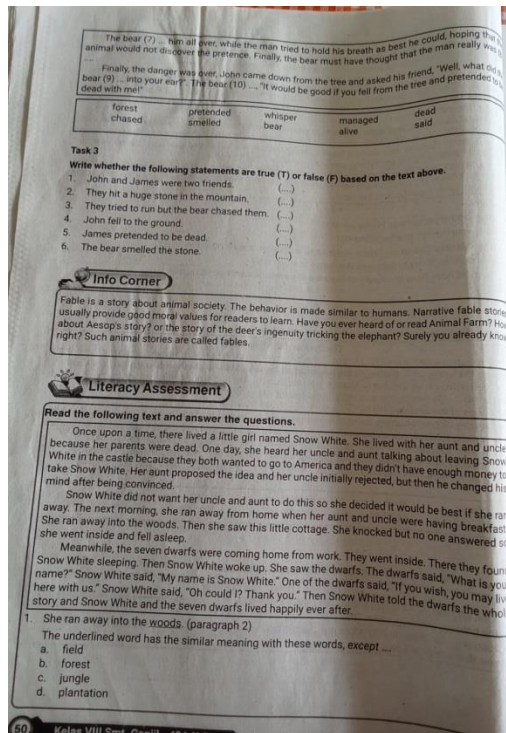 The bear (7) ... him all over, while the man tried to hold his breath as best he could, hoping that
animal would not discover the pretence. Finally, the bear must have thought that the man really was
....
Finally, the danger was over, John came down from the tree and asked his friend, "Well, what did
bear (9) ... into your ear?". The bear (10) ..., "It would be good if you fell from the tree and pretended to
dead with me!"
forest pretended whisper managed dead
chased smelled bear alive said
Task 3
Write whether the following statements are true (T) or false (F) based on the text above.
1. John and James were two friends. (....)
2. They hit a huge stone in the mountain. (....)
3. They tried to run but the bear chased them. (....)
4. John fell to the ground. (....)
5. James pretended to be dead. (....)
6. The bear smelled the stone. (....)
Info Corner
Fable is a story about animal society. The behavior is made similar to humans. Narrative fable stories
usually provide good moral values for readers to learn. Have you ever heard of or read Animal Farm? How
about Aesop's story? or the story of the deer's ingenuity tricking the elephant? Surely you already know
right? Such animal stories are called fables.
Literacy Assessment
Read the following text and answer the questions.
Once upon a time, there lived a little girl named Snow White. She lived with her aunt and uncle
because her parents were dead. One day, she heard her uncle and aunt talking about leaving Snow
White in the castle because they both wanted to go to America and they didn't have enough money to
take Snow White. Her aunt proposed the idea and her uncle initially rejected, but then he changed his
mind after being convinced.
Snow White did not want her uncle and aunt to do this so she decided it would be best if she ran
away. The next morning, she ran away from home when her aunt and uncle were having breakfast
She ran away into the woods. Then she saw this little cottage. She knocked but no one answered so
she went inside and fell asleep.
Meanwhile, the seven dwarfs were coming home from work. They went inside. There they found
Snow White sleeping. Then Snow White woke up. She saw the dwarfs. The dwarfs said, "What is you
name?" Snow White said, "My name is Snow White." One of the dwarfs said, "If you wish, you may live
here with us." Snow White said, "Oh could I? Thank you." Then Snow White told the dwarfs the whol
story and Snow White and the seven dwarfs lived happily ever after.
1. She ran away into the woods. (paragraph 2)
The underlined word has the similar meaning with these words, except ....
a. field
b. forest
c. jungle
d. plantation
50 Kelas VIII Smt.